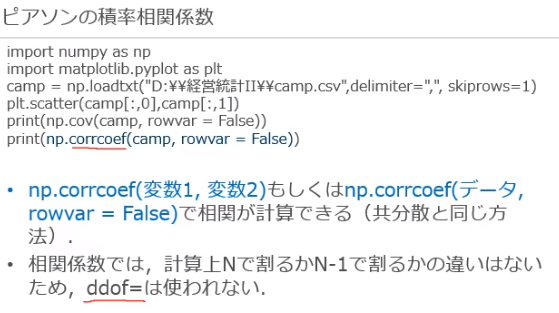 ピアソンの積率相関係数
import numpy as np
import matplotlib.pyplot as plt
camp = np.loadtxt("D:¥¥経営統計II¥¥camp.csv",delimiter=",", skiprows=1)
plt.scatter(camp[:,0],camp[:,1])
print(np.cov(camp, rowvar = False))
print(np.corrcoef(camp, rowvar = False))
• np.corrcoef(変数1, 変数2)もしくはnp.corrcoef(データ,
rowvar = False)で相関が計算できる（共分散と同じ方
法）.
• 相関係数では，計算上Nで割るかN-1で割るかの違いはない
ため，ddof=は使われない.